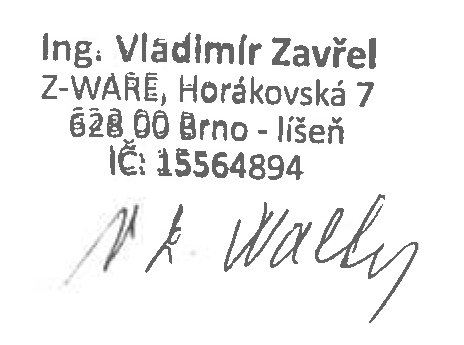 Ing. Vladimír Zavřel
Z-WARE, Horákovská 7
628 00 Brno - líšeň
IČ: 15564894